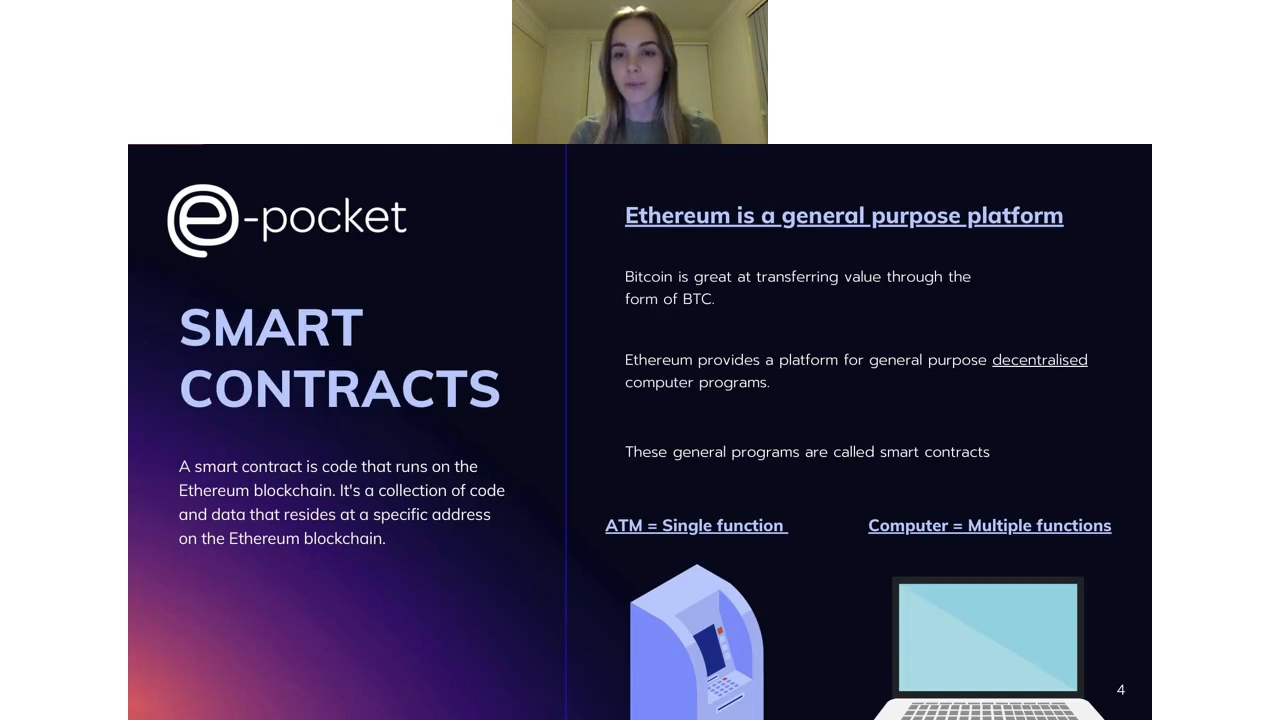 e-pocket
SMART
CONTRACTS
A smart contract is code that runs on the
Ethereum blockchain. It's a collection of code
and data that resides at a specific address
on the Ethereum blockchain.
Ethereum is a general purpose platform
Bitcoin is great at transferring value through the
form of BTC.
Ethereum provides a platform for general purpose decentralised
computer programs.
These general programs are called smart contracts
ATM = Single function
Computer = Multiple functions
4